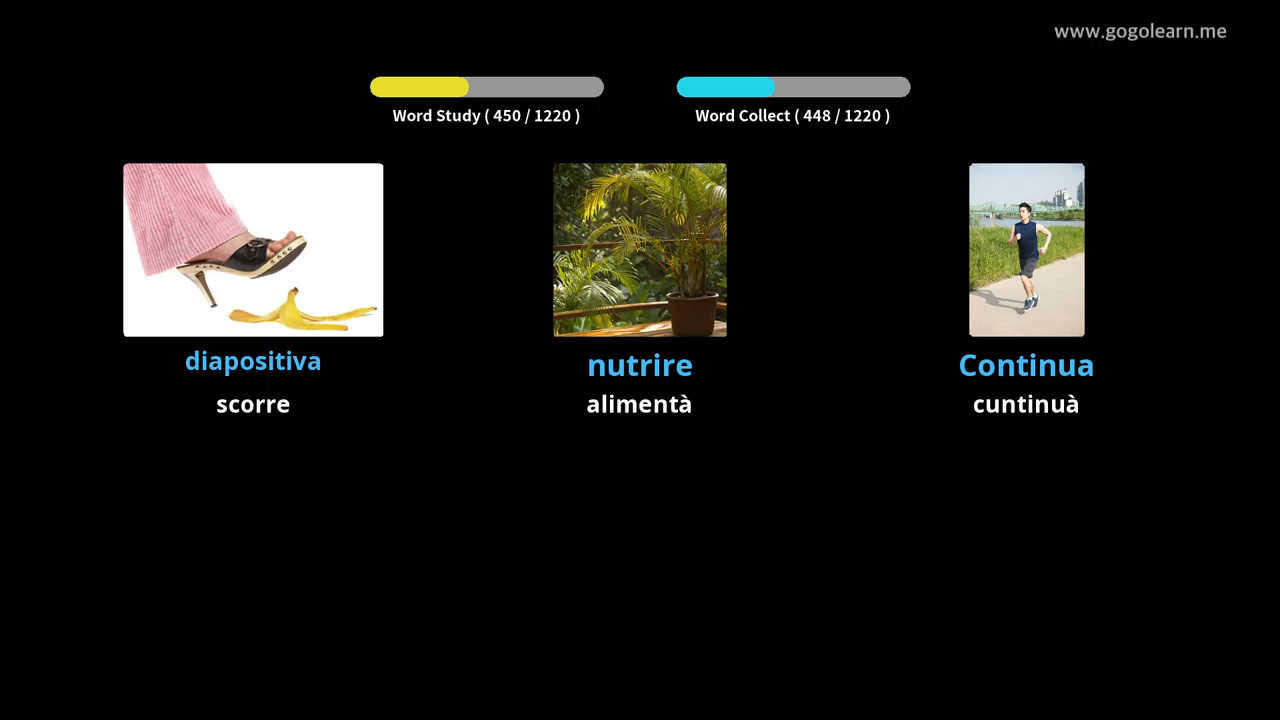 www.gogolearn.me
Word Study ( 450 / 1220 )
Word Collect ( 448 / 1220 )
diapositiva
scorre
nutrire
alimentà
Continua
cuntinuà